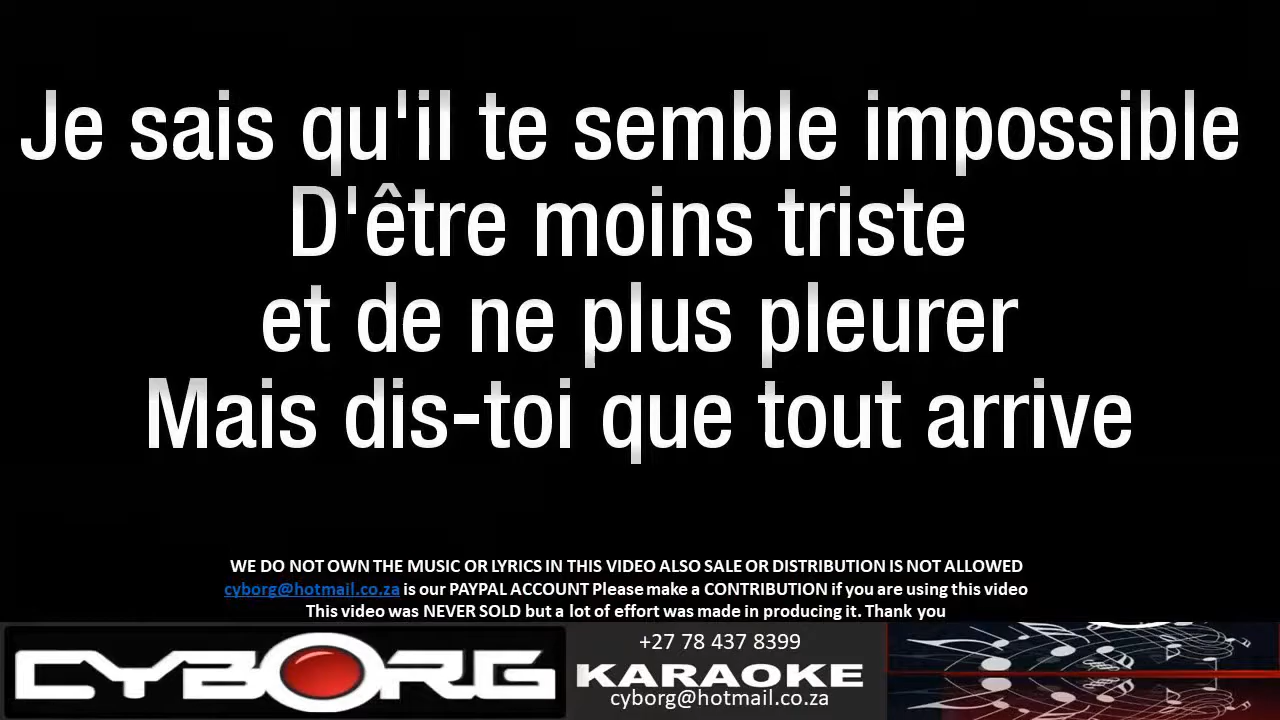 Je sais qu'il te semble impossible
D'être moins triste
et de ne plus pleurer
Mais dis-toi que tout arrive
WE DO NOT OWN THE MUSIC OR LYRICS IN THIS VIDEO ALSO SALE OR DISTRIBUTION IS NOT ALLOWED
cyborg@hotmail.co.za is our PAYPAL ACCOUNT Please make a CONTRIBUTION if you are using this video
This video was NEVER SOLD but a lot of effort was made in producing it. Thank you
CYBORG
+27 78 437 8399
KARAOKE
cyborg@hotmail.co.za